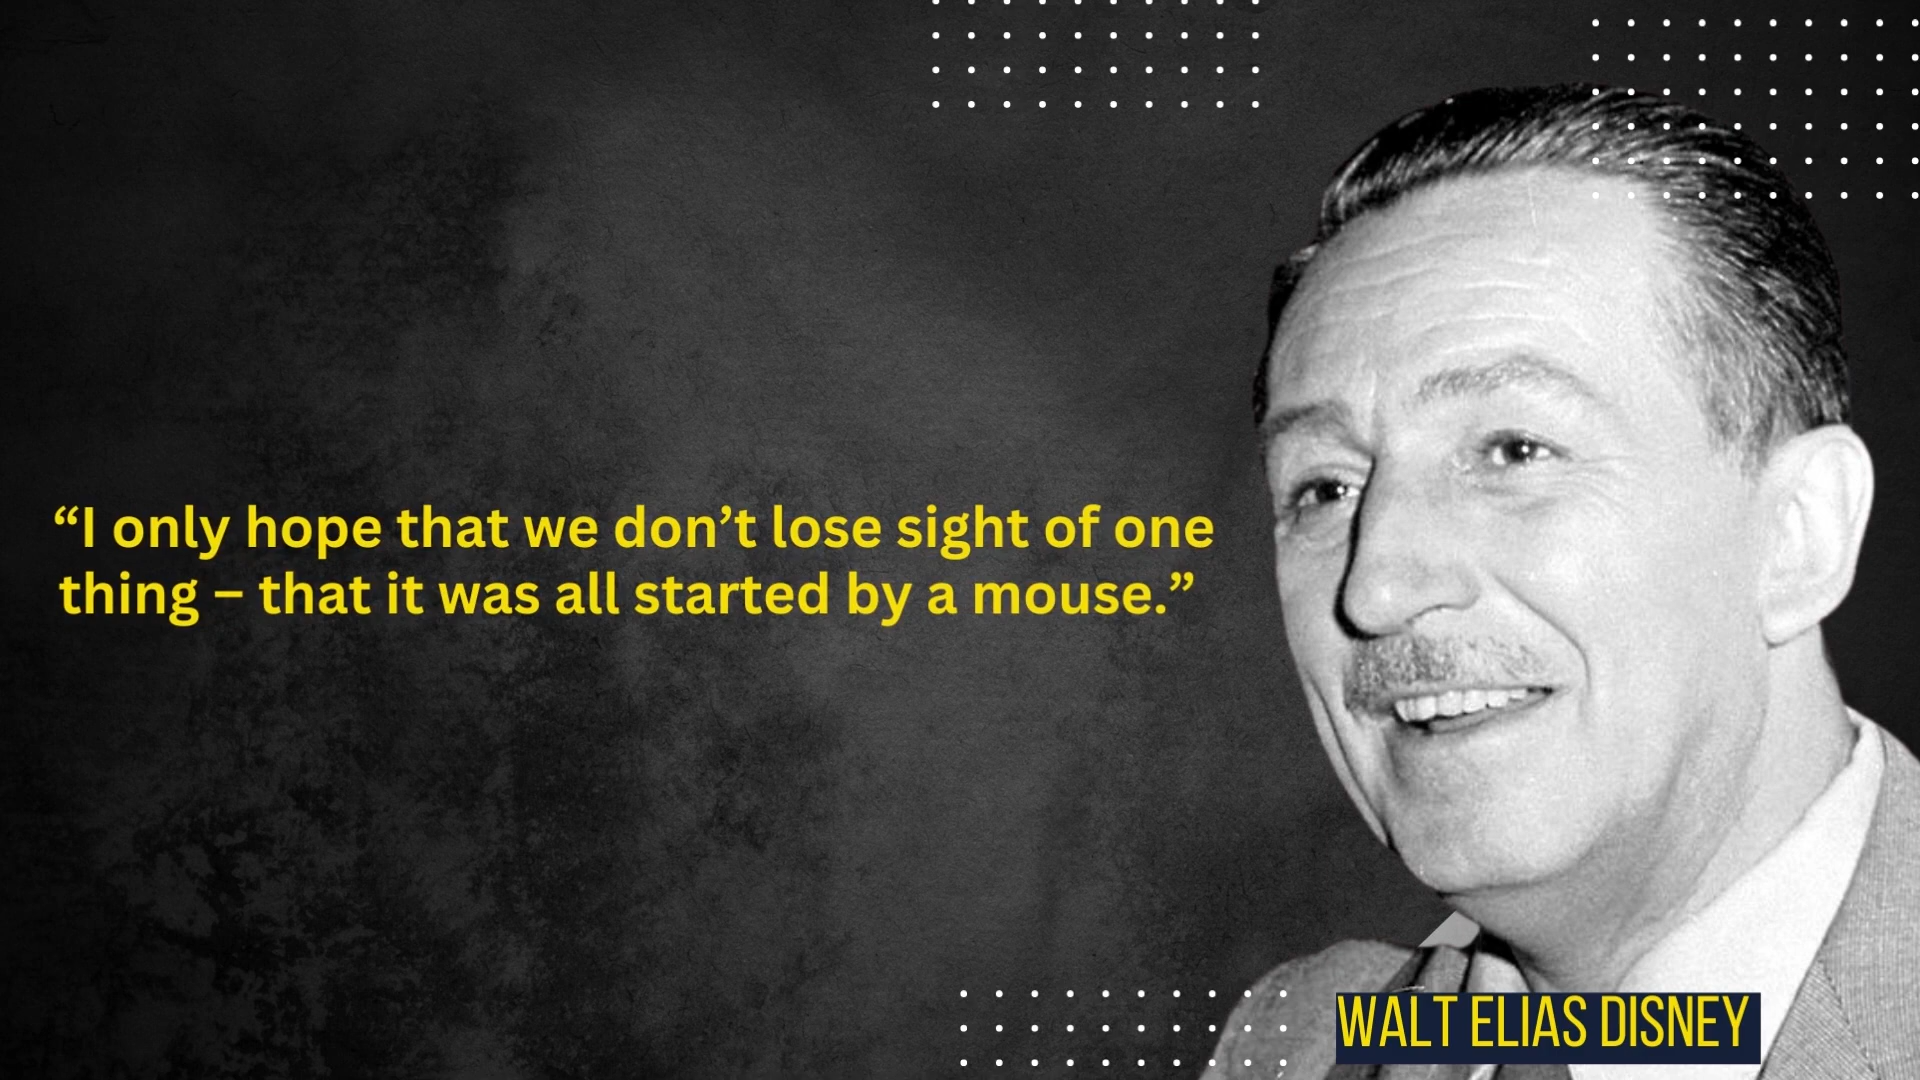 “I only hope that we don’t lose sight of one
thing – that it was all started by a mouse.”
WALT ELIAS DISNEY